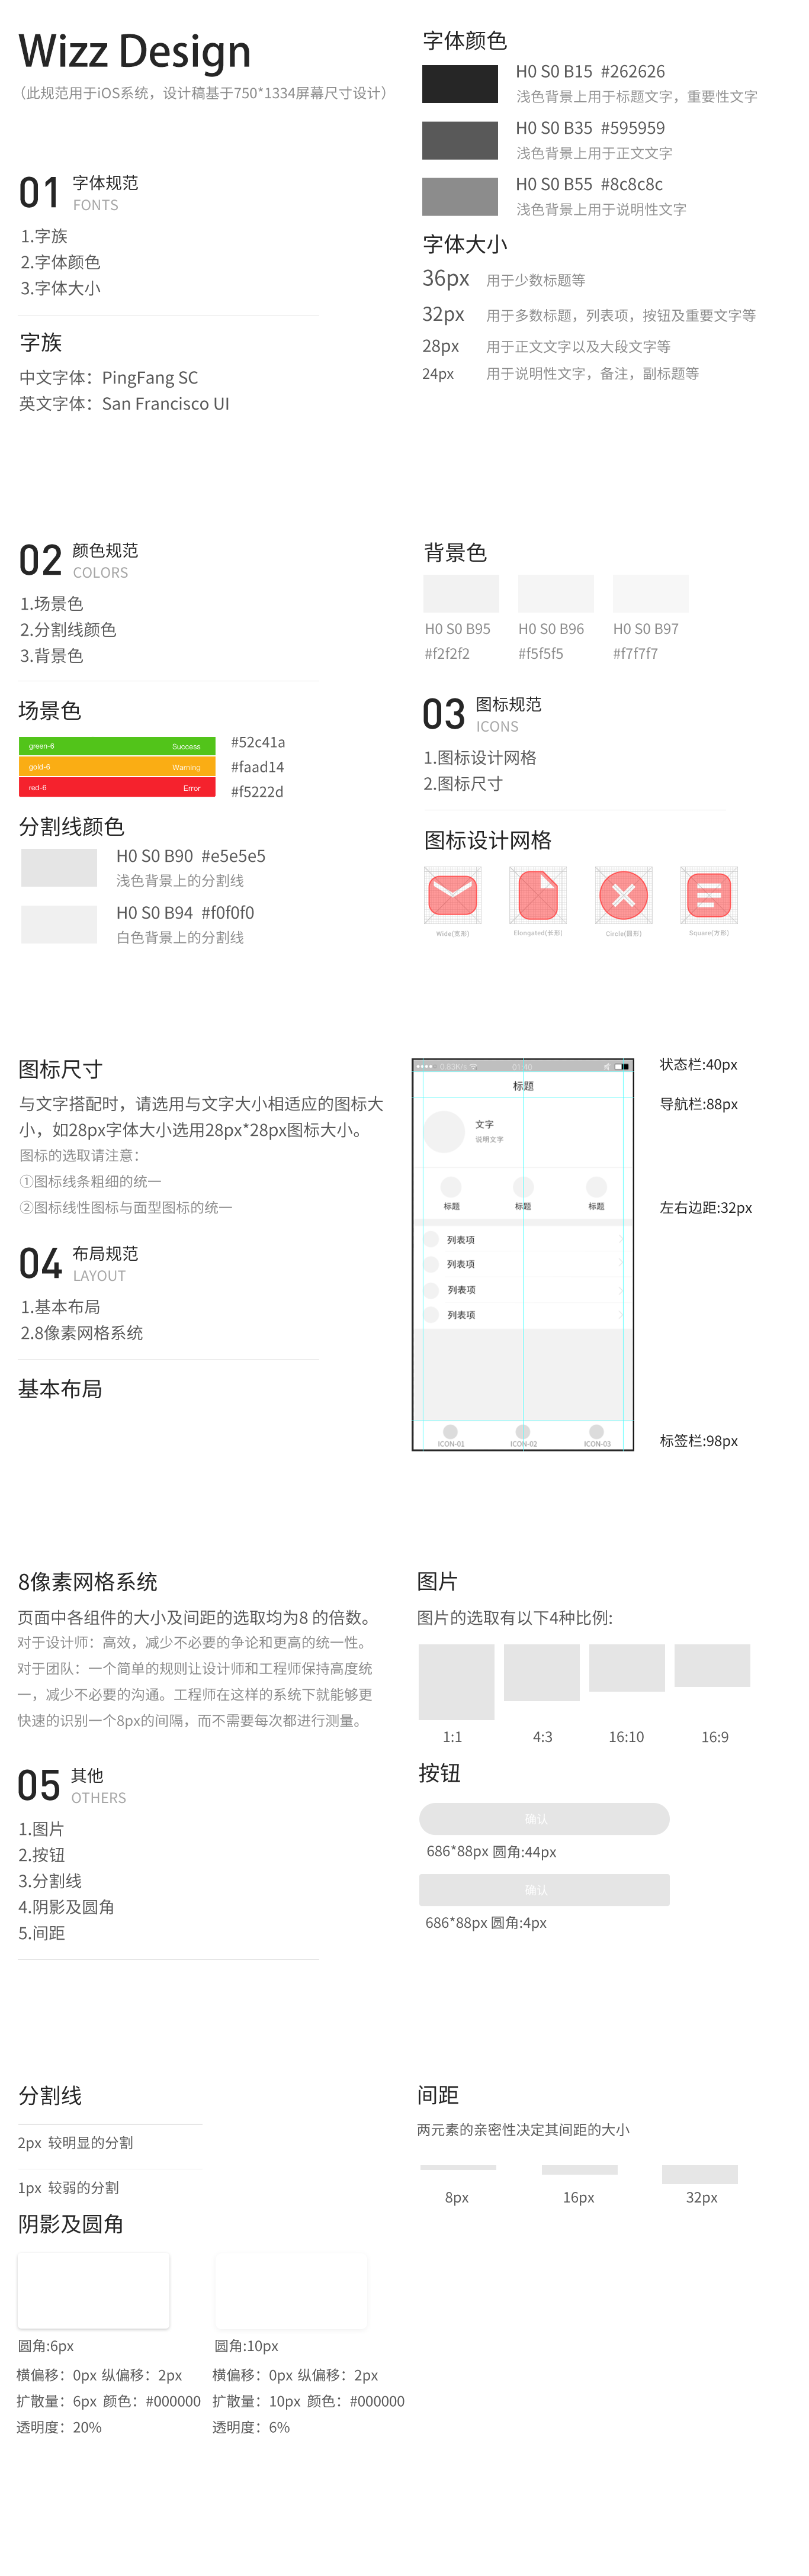 Wizz Design
（此规范用于iOS系统，设计稿基于750*1334屏幕尺寸设计）
01
字体规范
FONTS
1.字族
2.字体颜色
3.字体大小
字族
中文字体：PingFang SC
英文字体：San Francisco UI
字体颜色
H0 S0 B15 #262626
浅色背景上用于标题文字，重要性文字
H0 S0 B35 #595959
浅色背景上用于正文文字
H0 S0 B55 #8c8c8c
浅色背景上用于说明性文字
字体大小
36px 用于少数标题等
32px 用于多数标题，列表项，按钮及重要文字等
28px 用于正文文字以及大段文字等
24px 用于说明性文字，备注，副标题等
02
颜色规范
COLORS
1.场景色
2.分割线颜色
3.背景色
场景色
green-6 Success #52c41a
gold-6 Warning #faad14
red-6 Error #f5222d
分割线颜色
H0 S0 B90 #e5e5e5
浅色背景上的分割线
H0 S0 B94 #f0f0f0
白色背景上的分割线
背景色
H0 S0 B95 H0 S0 B96 H0 S0 B97
#f2f2f2 #f5f5f5 #f7f7f7
03
图标规范
ICONS
1.图标设计网格
2.图标尺寸
图标设计网格
Wide(宽形) Elongated(长形) Circle(圆形) Square(方形)
图标尺寸
与文字搭配时，请选用与文字大小相适应的图标大
小，如28px字体大小选用28px*28px图标大小。
图标的选取请注意：
①图标线条粗细的统一
②图标线性图标与面型图标的统一
04
布局规范
LAYOUT
1.基本布局
2.8像素网格系统
基本布局
0.83K/s 01:40
标题
文字
说明文字
标题 标题 标题
列表项
列表项
列表项
列表项
ICON-01 ICON-02 ICON-03
状态栏:40px
导航栏:88px
左右边距:32px
标签栏:98px
8像素网格系统
页面中各组件的大小及间距的选取均为8 的倍数。
对于设计师：高效，减少不必要的争论和更高的统一性。
对于团队：一个简单的规则让设计师和工程师保持高度统
一，减少不必要的沟通。工程师在这样的系统下就能够更
快速的识别一个8px的间隔，而不需要每次都进行测量。
05
其他
OTHERS
1.图片
2.按钮
3.分割线
4.阴影及圆角
5.间距
图片
图片的选取有以下4种比例:
1:1 4:3 16:10 16:9
按钮
确认
686*88px 圆角:44px
确认
686*88px 圆角:4px
分割线
2px 较明显的分割
1px 较弱的分割
阴影及圆角
圆角:6px
横偏移：0px 纵偏移：2px
扩散量：6px 颜色：#000000
透明度：20%
圆角:10px
横偏移：0px 纵偏移：2px
扩散量：10px 颜色：#000000
透明度：6%
间距
两元素的亲密性决定其间距的大小
8px 16px 32px